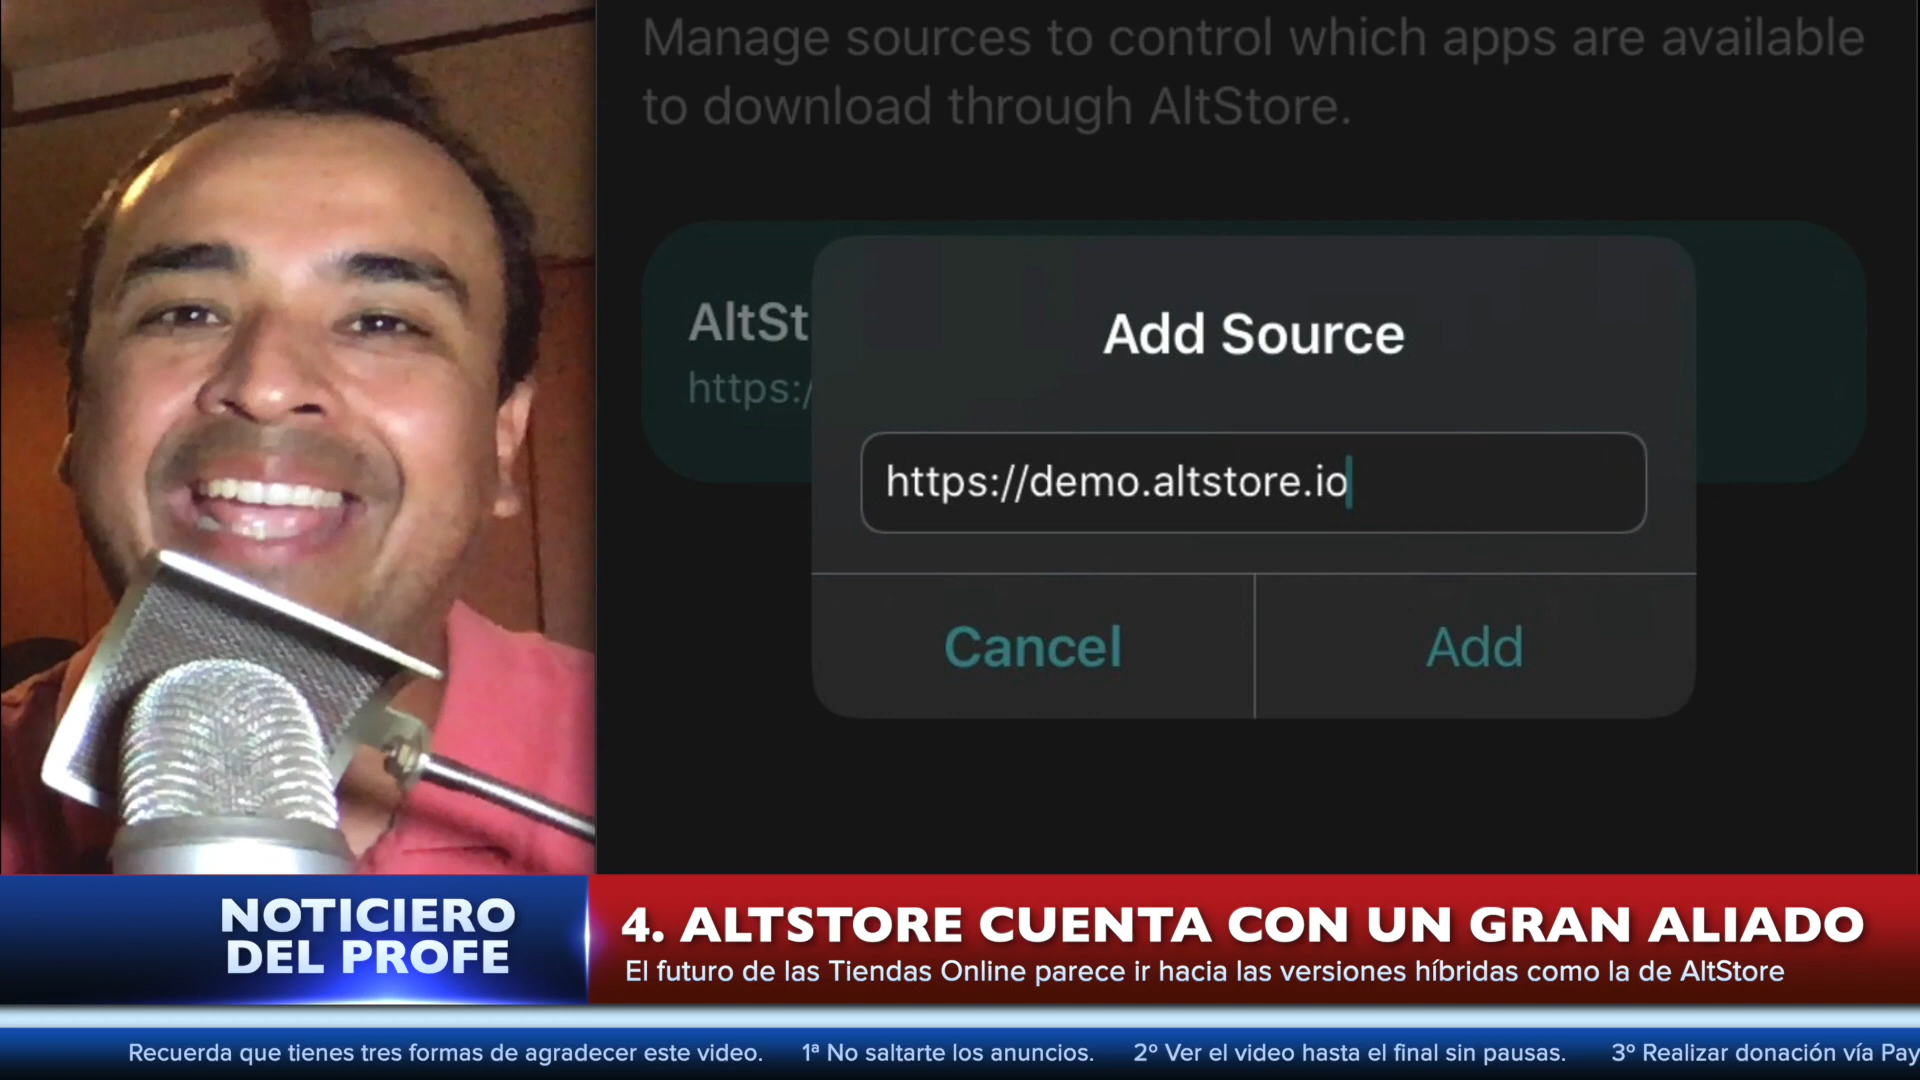 Manage sources to control which apps are available
to download through AltStore.
AltSt
https:/
Add Source
https://demo.altstore.io
Cancel
Add
NOTICIERO
DEL PROFE
4. ALTSTORE CUENTA CON UN GRAN ALIADO
El futuro de las Tiendas Online parece ir hacia las versiones híbridas como la de AltStore
Recuerda que tienes tres formas de agradecer este video. 1ª No saltarte los anuncios. 2º Ver el video hasta el final sin pausas. 3º Realizar donación vía Pay